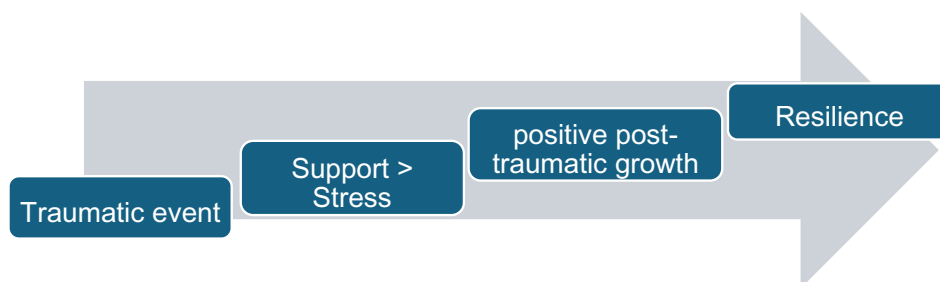 Traumatic event
Support >
Stress
positive post-
traumatic growth
Resilience